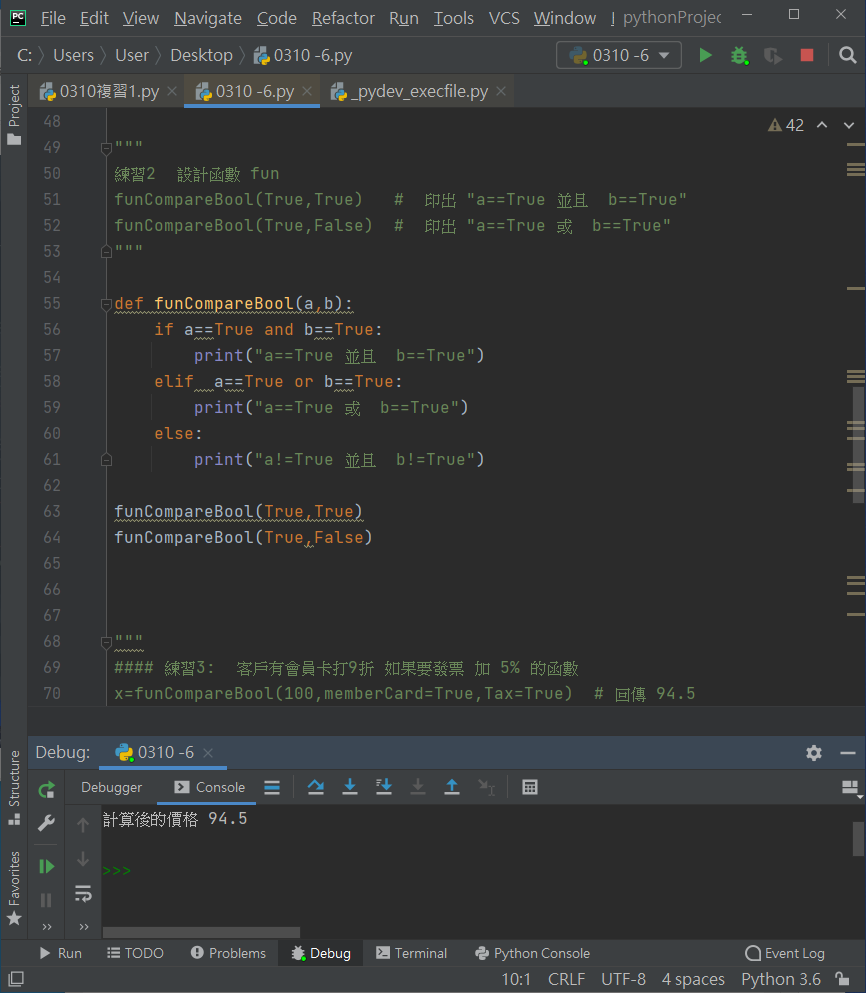 PC File Edit View Navigate Code Refactor Run Tools VCS Window pythonProjec
C: Users User Desktop 0310 -6.py 0310 -6
0310複習1.py 0310 -6.py _pydev_execfile.py
Project
42
48
49 """
50 練習2  設計函數 fun
51 funCompareBool(True,True)   #  印出 "a==True 並且  b==True"
52 funCompareBool(True,False)  #  印出 "a==True 或  b==True"
53 """
54
55 def funCompareBool(a,b):
56     if a==True and b==True:
57         print("a==True 並且  b==True")
58     elif  a==True or b==True:
59         print("a==True 或  b==True")
60     else:
61         print("a!=True 並且  b!=True")
62
63 funCompareBool(True,True)
64 funCompareBool(True,False)
65
66
67
68 """
69 #### 練習3:  客戶有會員卡打9折 如果要發票 加 5% 的函數
70 x=funCompareBool(100,memberCard=True,Tax=True)  # 回傳 94.5
Debug: 0310 -6
Structure
Favorites
Debugger Console
計算後的價格 94.5
>>>
Run TODO Problems Debug Terminal Python Console Event Log
10:1 CRLF UTF-8 4 spaces Python 3.6